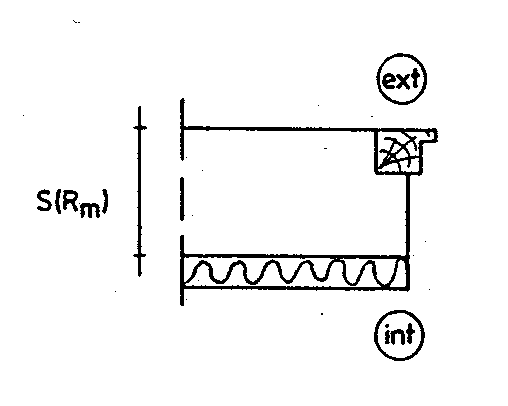 ext
S(Rm)
int